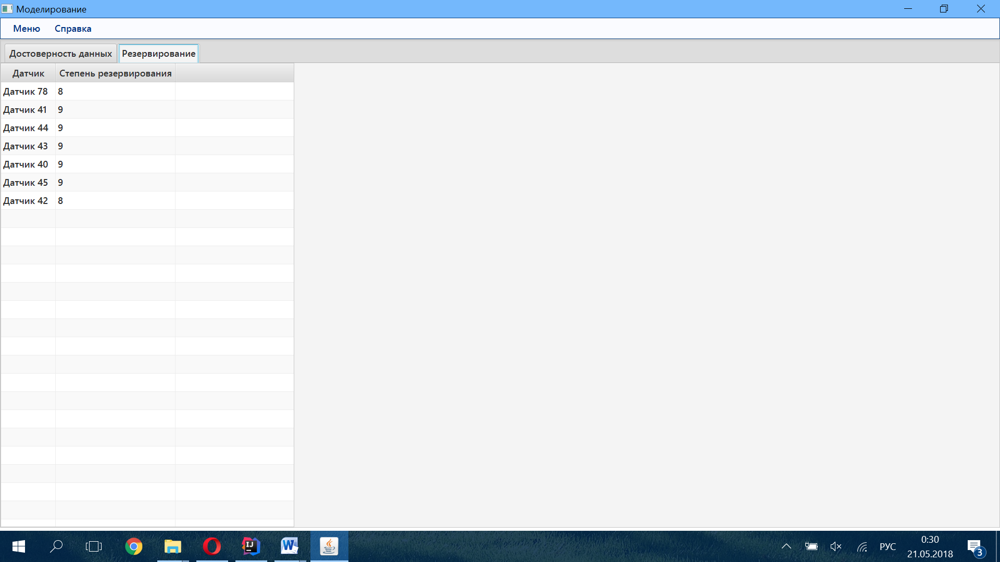 Моделирование
Меню Справка
Достоверность данных Резервирование
Датчик Степень резервирования
Датчик 78 8
Датчик 41 9
Датчик 44 9
Датчик 43 9
Датчик 40 9
Датчик 45 9
Датчик 42 8
IJ W РУС 0:30
21.05.2018 3